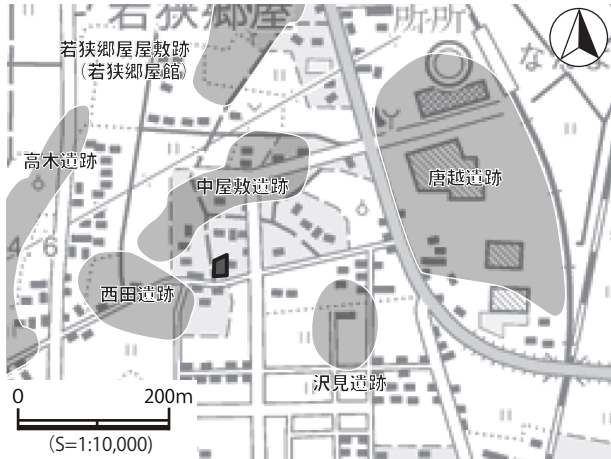 若狭郷屋
若狭郷屋屋敷跡
（若狭郷屋館）
高木遺跡
中屋敷遺跡
唐越遺跡
西田遺跡
沢見遺跡
4 6
0 200m
(S=1:10,000)